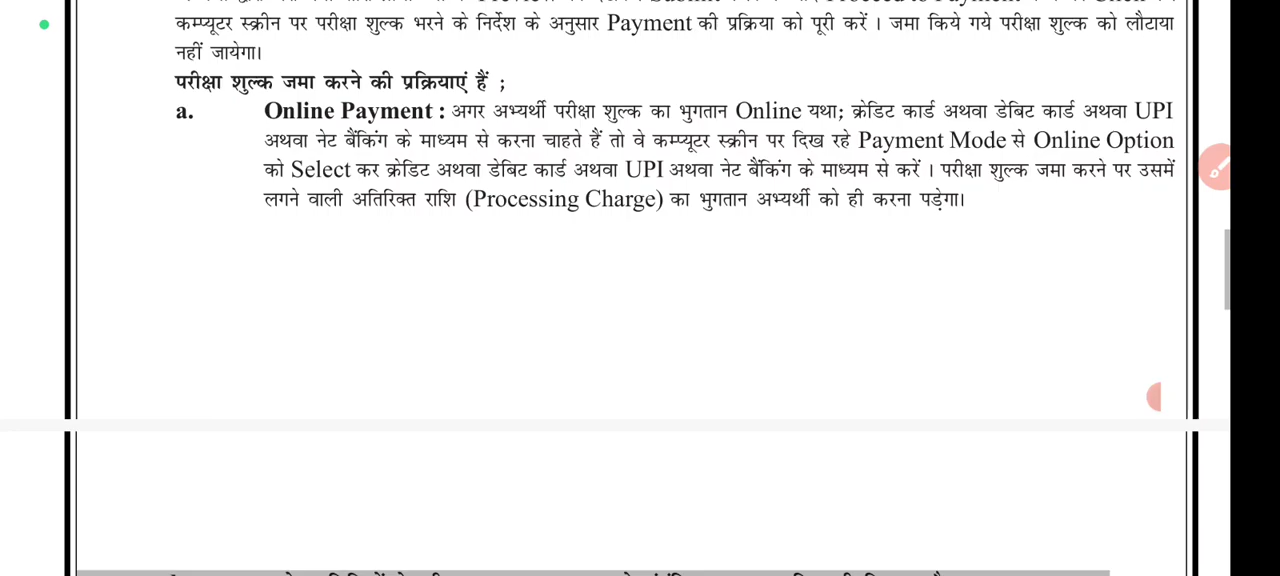 कम्प्यूटर स्क्रीन पर परीक्षा शुल्क भरने के निर्देश के अनुसार Payment की प्रक्रिया को पूरी करें । जमा किये गये परीक्षा शुल्क को लौटाया
नहीं जायेगा।
परीक्षा शुल्क जमा करने की प्रक्रियाएं हैं ;
a. Online Payment : अगर अभ्यर्थी परीक्षा शुल्क का भुगतान Online यथा; क्रेडिट कार्ड अथवा डेबिट कार्ड अथवा UPI
अथवा नेट बैंकिंग के माध्यम से करना चाहते हैं तो वे कम्प्यूटर स्क्रीन पर दिख रहे Payment Mode से Online Option
को Select कर क्रेडिट अथवा डेबिट कार्ड अथवा UPI अथवा नेट बैंकिंग के माध्यम से करें । परीक्षा शुल्क जमा करने पर उसमें
लगने वाली अतिरिक्त राशि (Processing Charge) का भुगतान अभ्यर्थी को ही करना पड़ेगा।